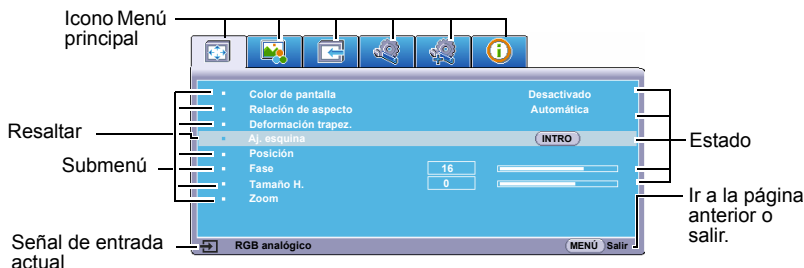 Icono Menú
principal
Color de pantalla Desactivado
Relación de aspecto Automática
Deformación trapez.
Resaltar
Aj. esquina INTRO
Estado
Submenú
Posición
Fase 16
Tamaño H. 0
Zoom
Ir a la página
anterior o
salir.
Señal de entrada
actual
RGB analógico MENÚ Salir